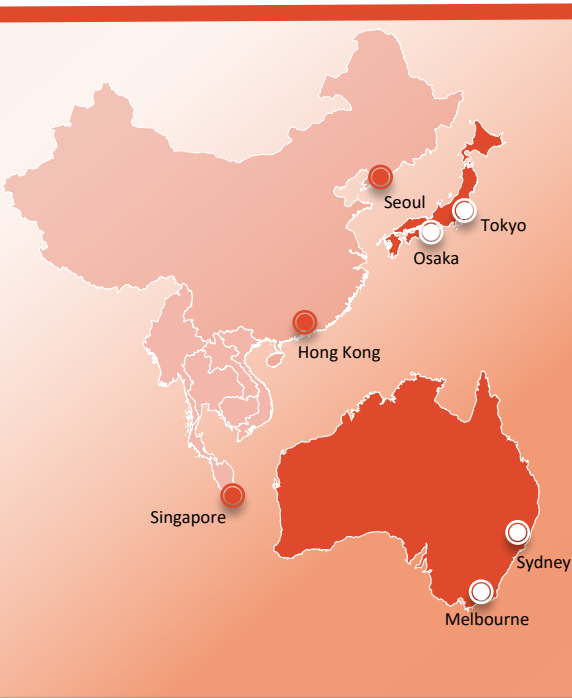 Seoul
Tokyo
Osaka
Hong Kong
Singapore
Sydney
Melbourne